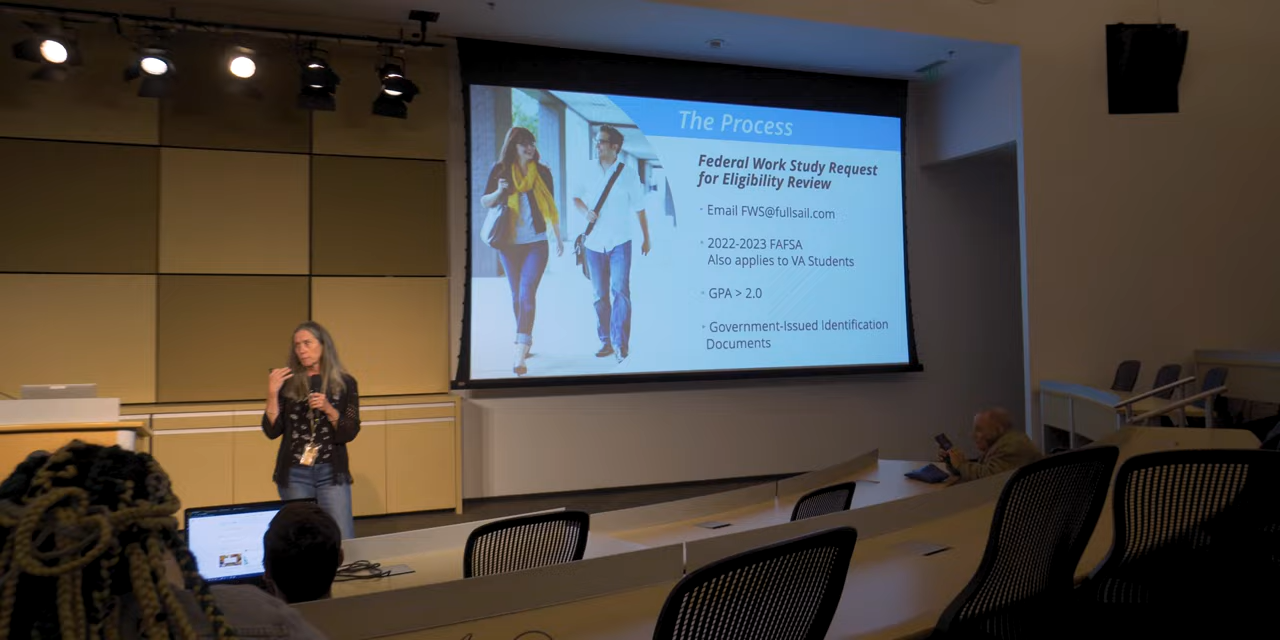 The Process
Federal Work Study Request
for Eligibility Review
· Email FWS@fullsail.com
· 2022-2023 FAFSA
Also applies to VA Students
· GPA > 2.0
· Government-Issued Identification
Documents